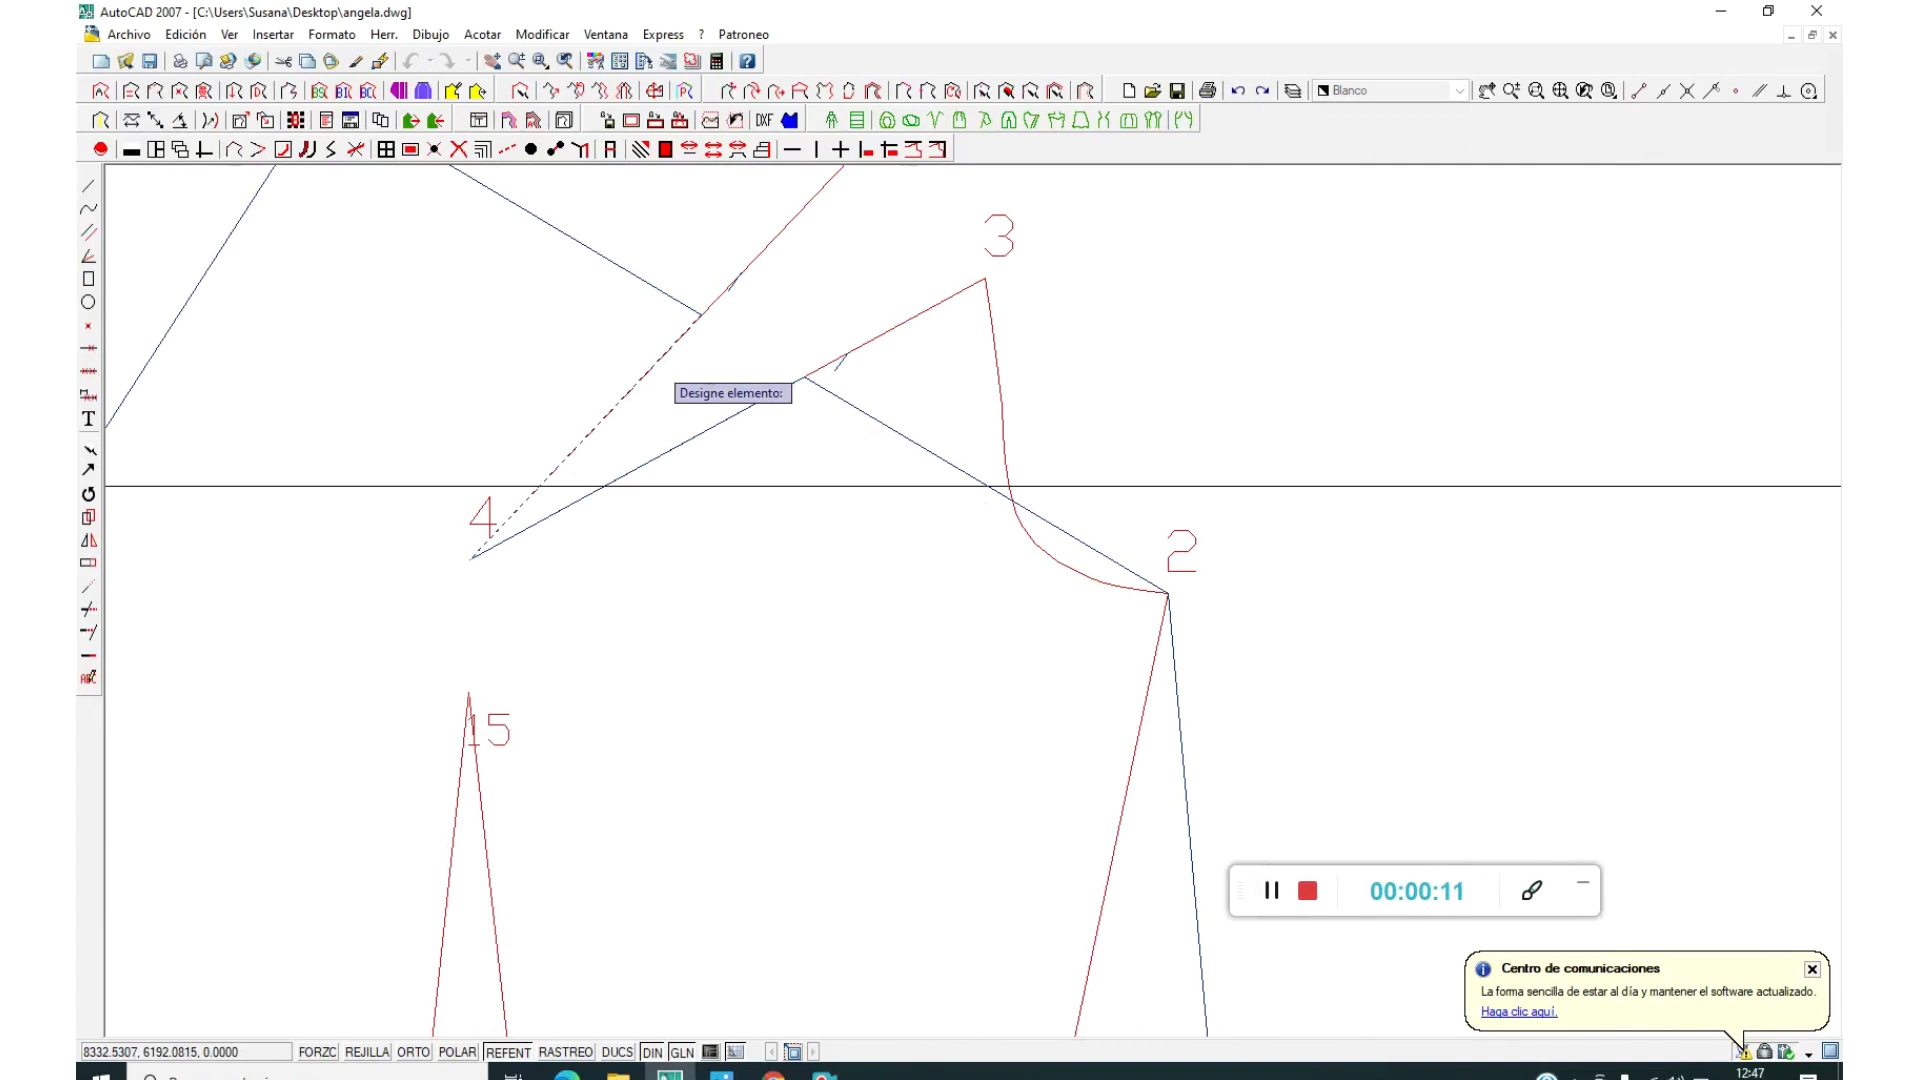 AutoCAD 2007 - [C:\Users\Susana\Desktop\angela.dwg]
Archivo Edición Ver Insertar Formato Herr. Dibujo Acotar Modificar Ventana Express ? Patroneo
Blanco
DXF
T
ABC
3
Designe elemento:
4
2
15
00:00:11
Centro de comunicaciones
La forma sencilla de estar al día y mantener el software actualizado.
Haga clic aquí.
8332.5307, 6192.0815, 0.0000 FORZC REJILLA ORTO POLAR REFENT RASTREO DUCS DIN GLN
12:47